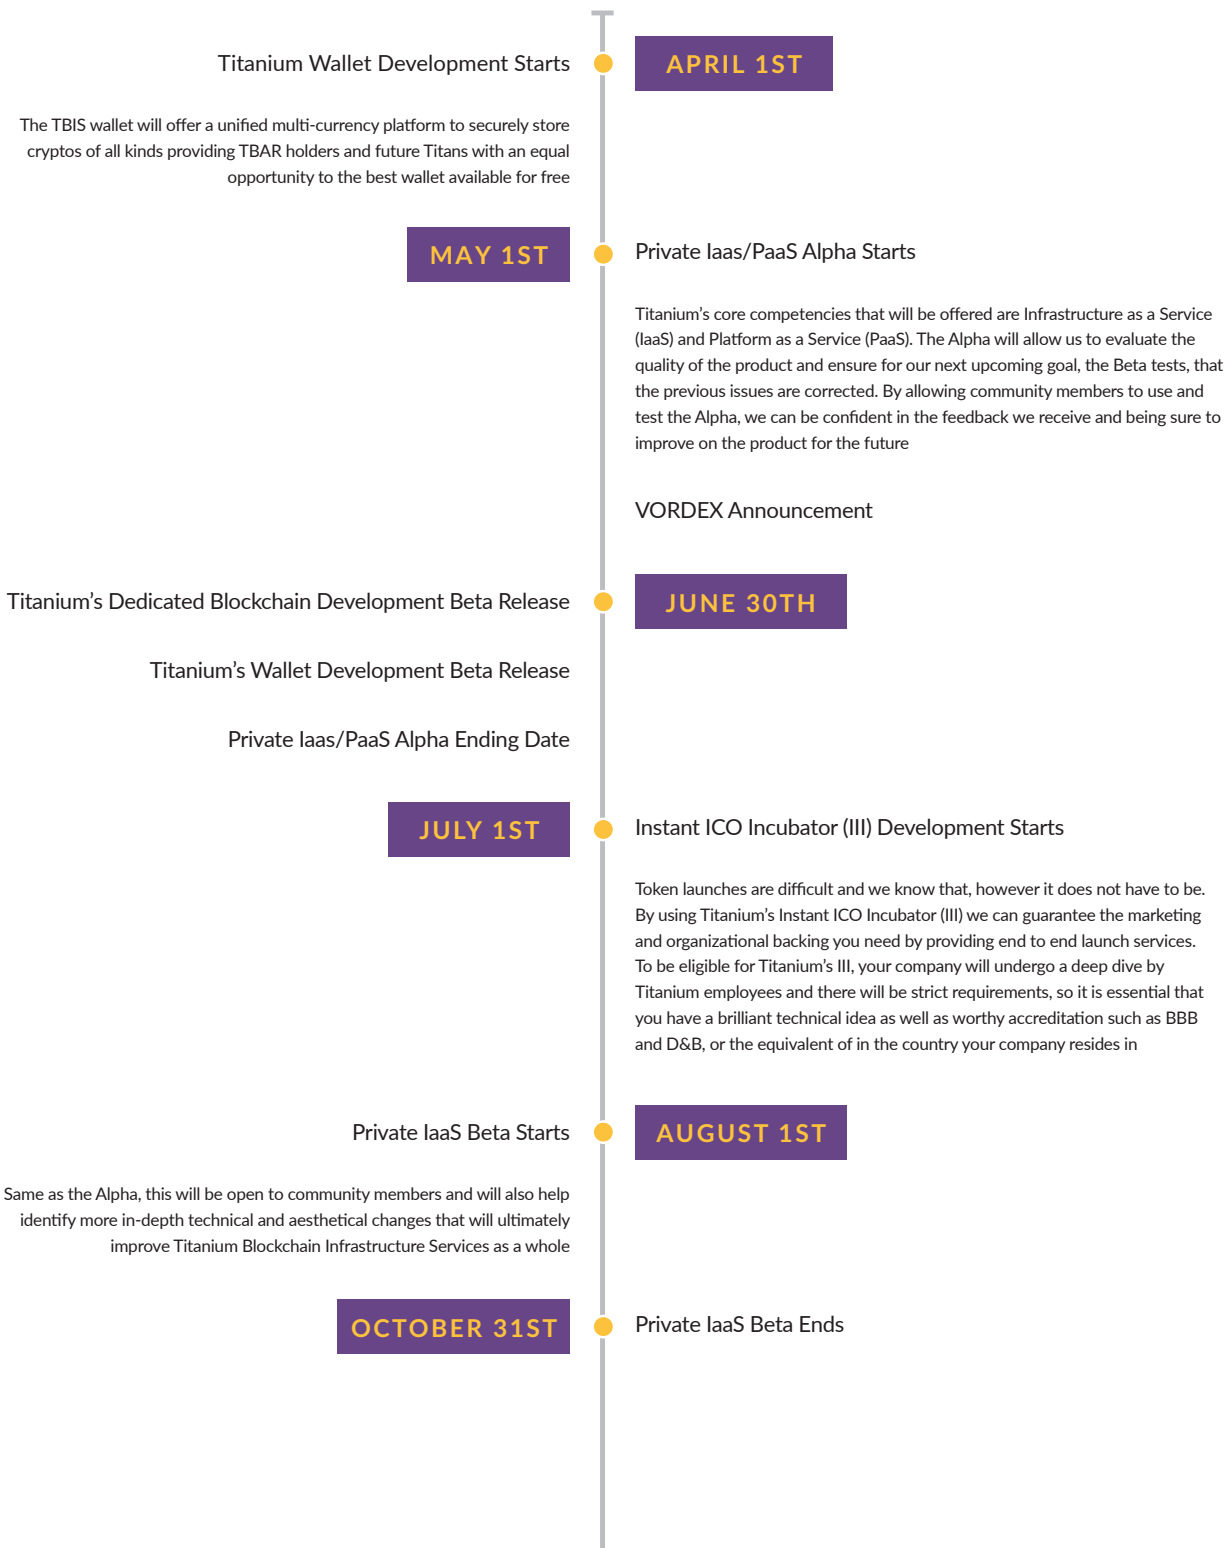 Titanium Wallet Development Starts
APRIL 1ST
The TBIS wallet will offer a unified multi-currency platform to securely store
cryptos of all kinds providing TBAR holders and future Titans with an equal
opportunity to the best wallet available for free
MAY 1ST
Private Iaas/PaaS Alpha Starts
Titanium’s core competencies that will be offered are Infrastructure as a Service
(IaaS) and Platform as a Service (PaaS). The Alpha will allow us to evaluate the
quality of the product and ensure for our next upcoming goal, the Beta tests, that
the previous issues are corrected. By allowing community members to use and
test the Alpha, we can be confident in the feedback we receive and being sure to
improve on the product for the future
VORDEX Announcement
Titanium’s Dedicated Blockchain Development Beta Release
JUNE 30TH
Titanium’s Wallet Development Beta Release
Private Iaas/PaaS Alpha Ending Date
JULY 1ST
Instant ICO Incubator (III) Development Starts
Token launches are difficult and we know that, however it does not have to be.
By using Titanium’s Instant ICO Incubator (III) we can guarantee the marketing
and organizational backing you need by providing end to end launch services.
To be eligible for Titanium’s III, your company will undergo a deep dive by
Titanium employees and there will be strict requirements, so it is essential that
you have a brilliant technical idea as well as worthy accreditation such as BBB
and D&B, or the equivalent of in the country your company resides in
Private IaaS Beta Starts
AUGUST 1ST
Same as the Alpha, this will be open to community members and will also help
identify more in-depth technical and aesthetical changes that will ultimately
improve Titanium Blockchain Infrastructure Services as a whole
OCTOBER 31ST
Private IaaS Beta Ends